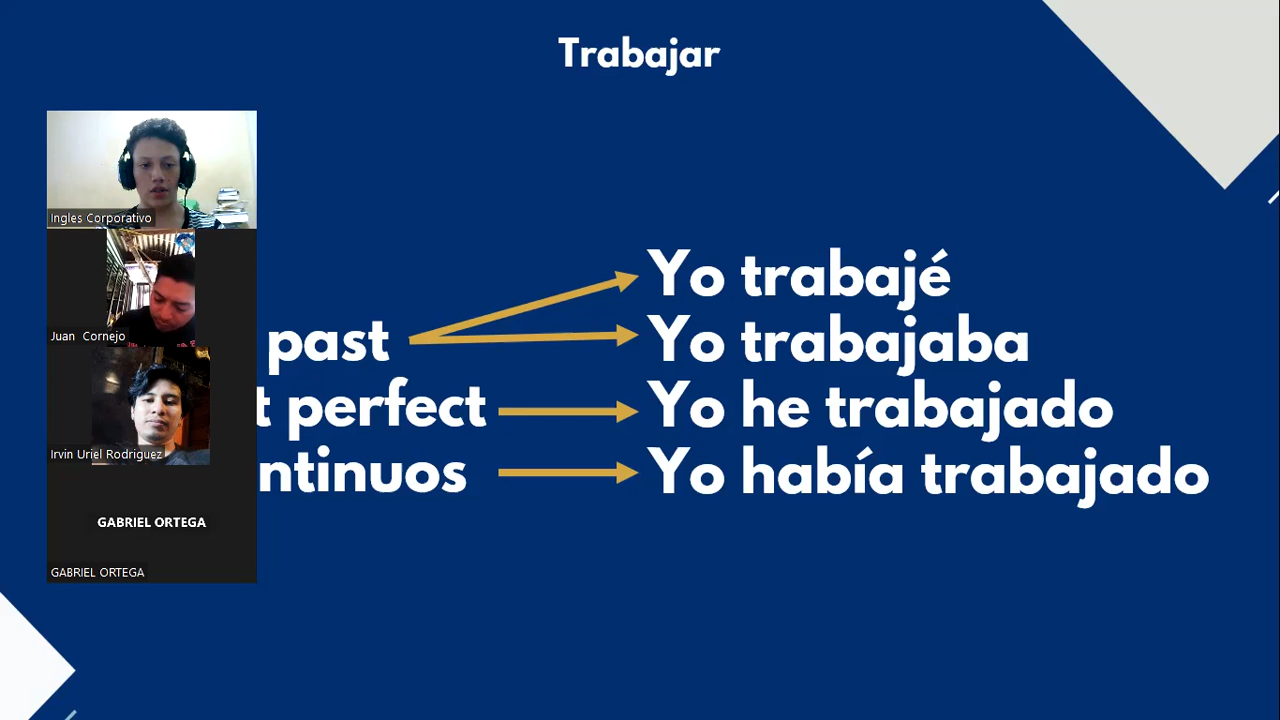 Trabajar
Ingles Corporativo
Juan Cornejo
Irvin Uriel Rodriguez
GABRIEL ORTEGA
GABRIEL ORTEGA
past
t perfect
ntinuos
Yo trabajé
Yo trabajaba
Yo he trabajado
Yo había trabajado